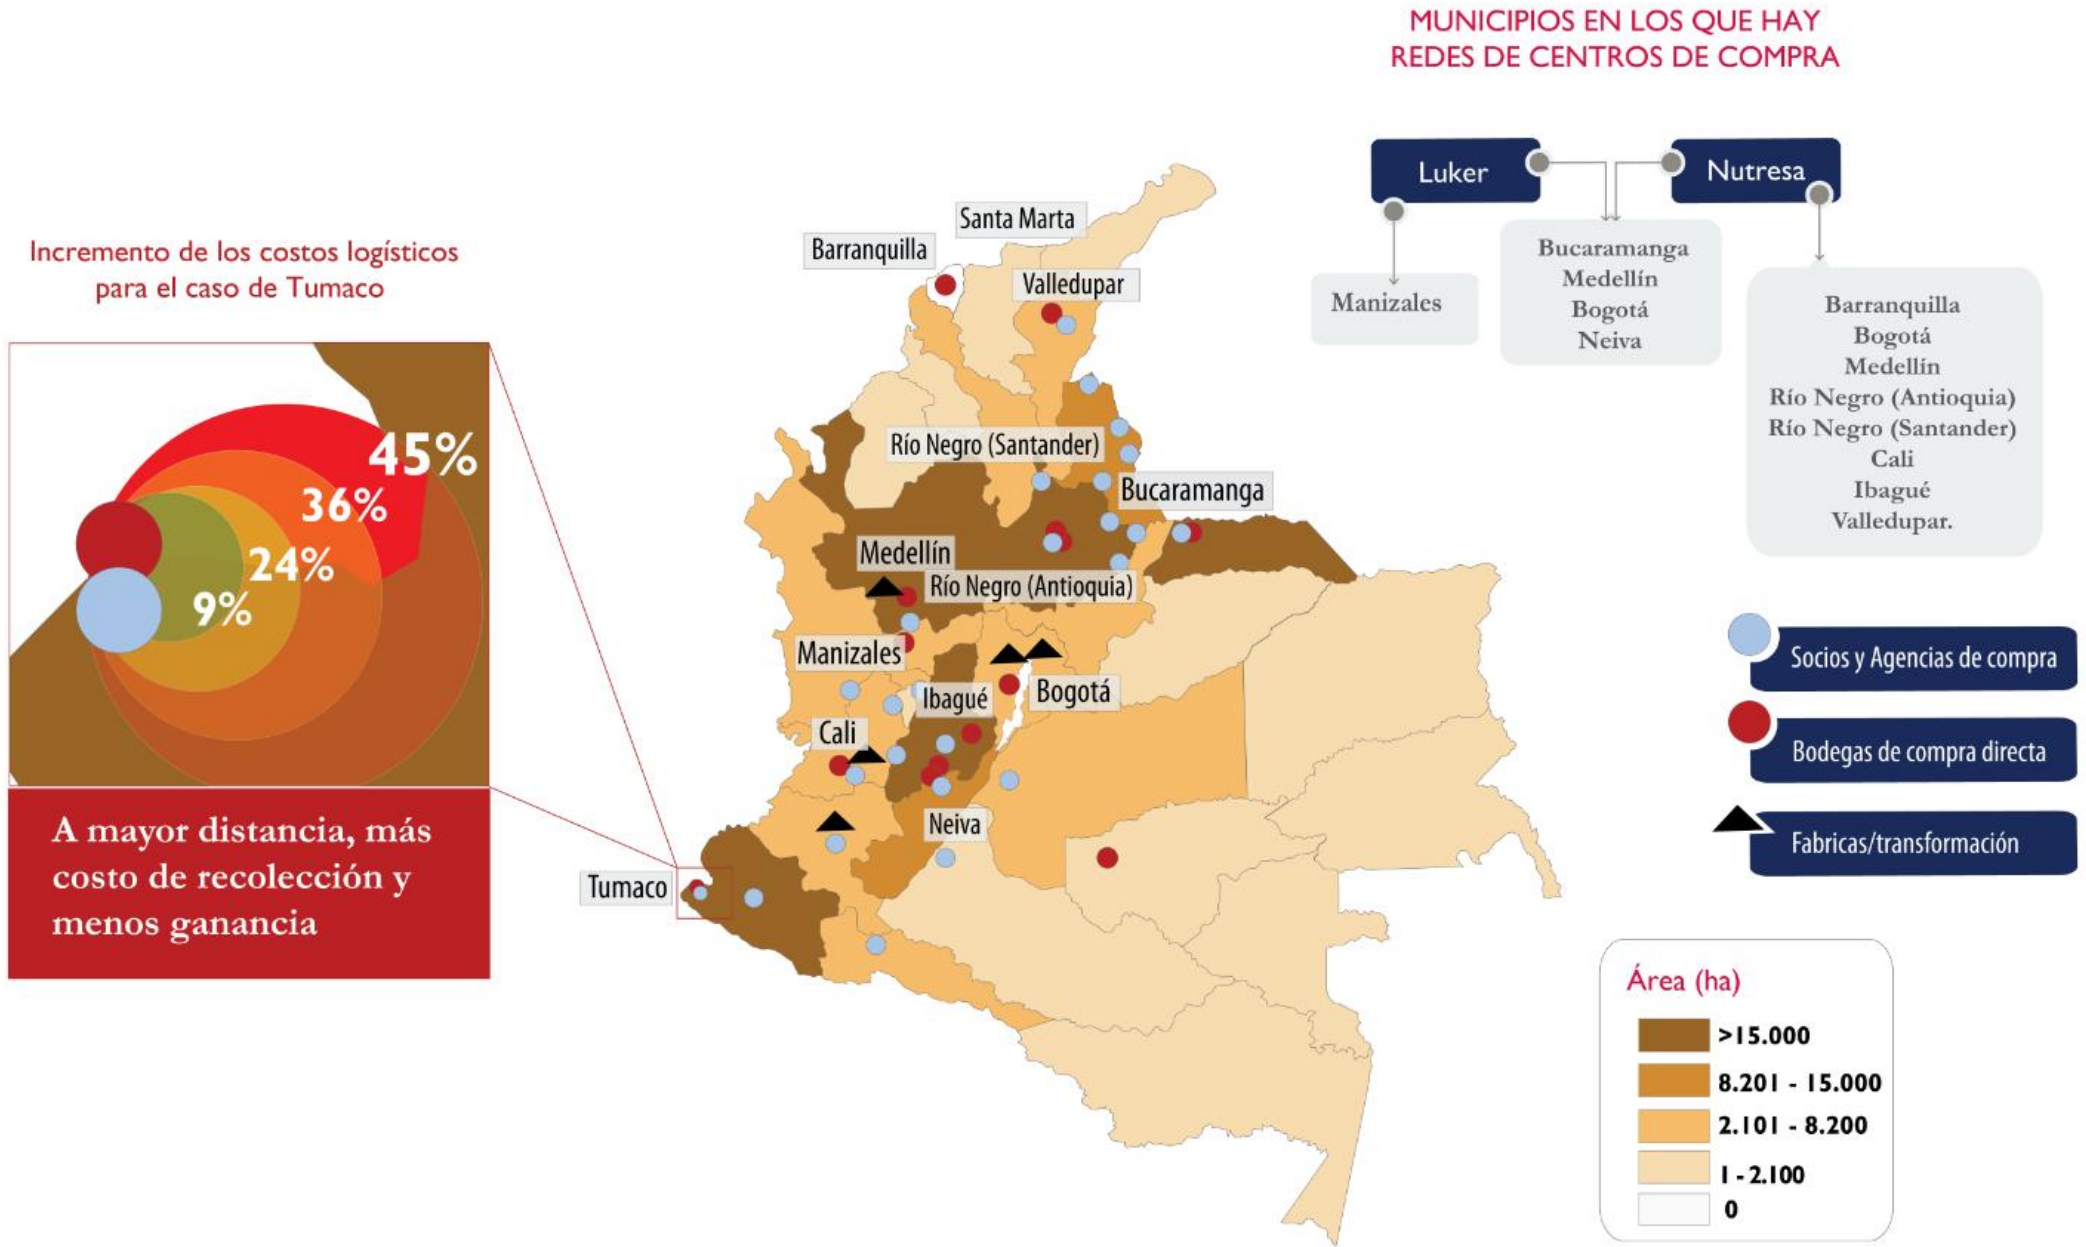 MUNICIPIOS EN LOS QUE HAY
REDES DE CENTROS DE COMPRA
Luker
Nutresa
Manizales
Bucaramanga
Medellín
Bogotá
Neiva
Barranquilla
Bogotá
Medellín
Río Negro (Antioquia)
Río Negro (Santander)
Cali
Ibagué
Valledupar.
Incremento de los costos logísticos
para el caso de Tumaco
45%
36%
24%
9%
A mayor distancia, más
costo de recolección y
menos ganancia
Santa Marta
Barranquilla
Valledupar
Río Negro (Santander)
Bucaramanga
Medellín
Río Negro (Antioquia)
Manizales
Ibagué
Bogotá
Cali
Neiva
Tumaco
Socios y Agencias de compra
Bodegas de compra directa
Fabricas/transformación
Área (ha)
>15.000
8.201 - 15.000
2.101 - 8.200
1 - 2.100
0